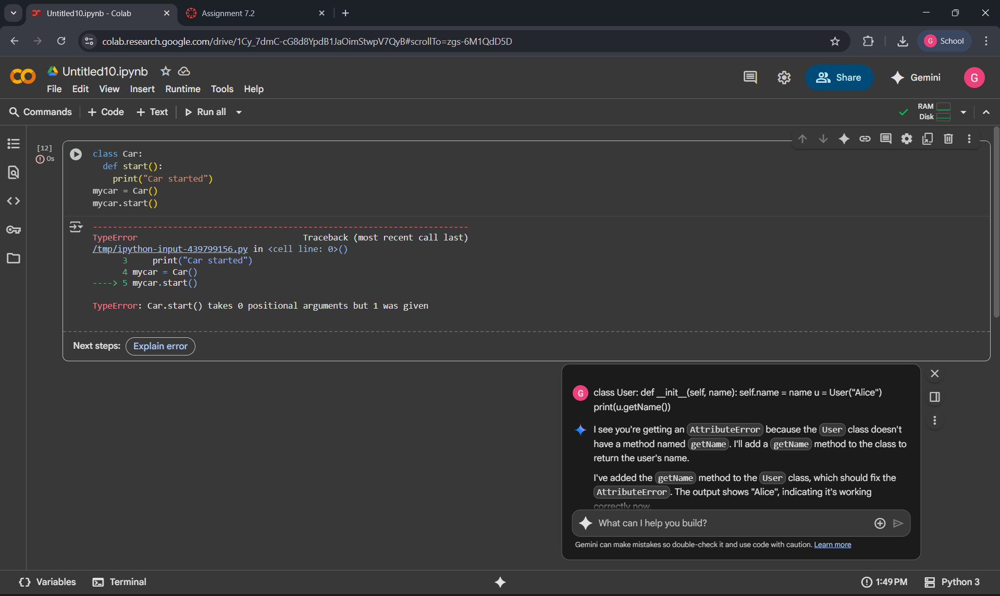 Untitled10.ipynb - Colab
Assignment 7.2
colab.research.google.com/drive/1Cy_7dmC-cG8d8YpdB1JaOimStwpV7QyB#scrollTo=zgs-6M1QdD5D
G School
Untitled10.ipynb
File Edit View Insert Runtime Tools Help
Share
Gemini
G
Commands + Code + Text Run all
RAM
Disk
[12]
0s
class Car:
  def start():
    print("Car started")
mycar = Car()
mycar.start()
---------------------------------------------------------------------------
TypeError                                 Traceback (most recent call last)
/tmp/ipython-input-439799156.py in <cell line: 0>()
      3     print("Car started")
      4 mycar = Car()
----> 5 mycar.start()
TypeError: Car.start() takes 0 positional arguments but 1 was given
Next steps: Explain error
G
class User: def __init__(self, name): self.name = name u = User("Alice")
print(u.getName())
I see you're getting an AttributeError because the User class doesn't
have a method named getName. I'll add a getName method to the class to
return the user's name.
I've added the getName method to the User class, which should fix the
AttributeError. The output shows "Alice", indicating it's working
correctly now.
What can I help you build?
Gemini can make mistakes so double-check it and use code with caution. Learn more
{} Variables
Terminal
1:49 PM
Python 3